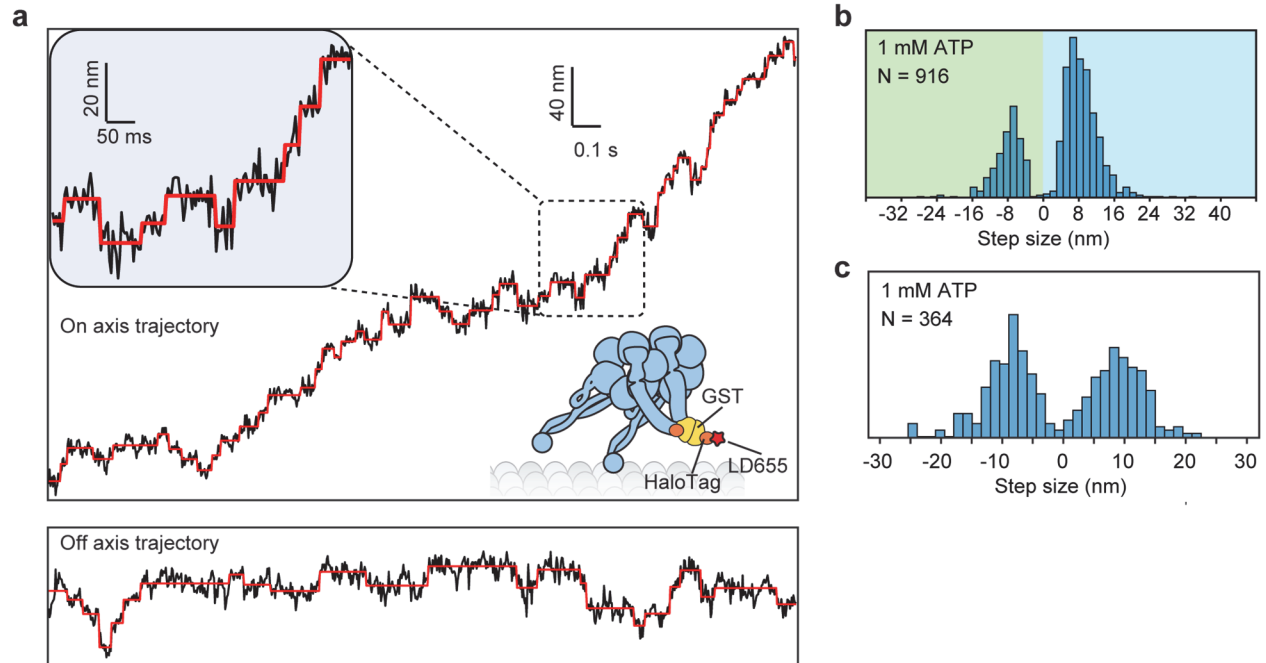 a
20 nm
50 ms
40 nm
0.1 s
On axis trajectory
GST
LD655
HaloTag
Off axis trajectory
b
1 mM ATP
N = 916
-32 -24 -16 -8 0 8 16 24 32 40
Step size (nm)
c
1 mM ATP
N = 364
-30 -20 -10 0 10 20 30
Step size (nm)